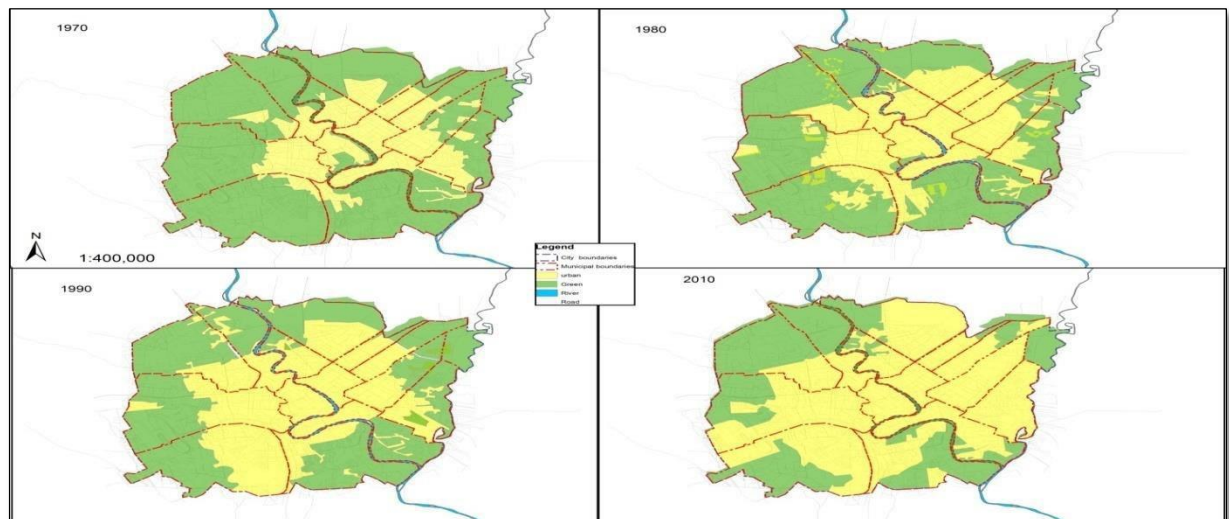 1970
1980
N
1:400,000
Legend
City boundaries
Municipal boundaries
urban
Green
River
Road
1990
2010